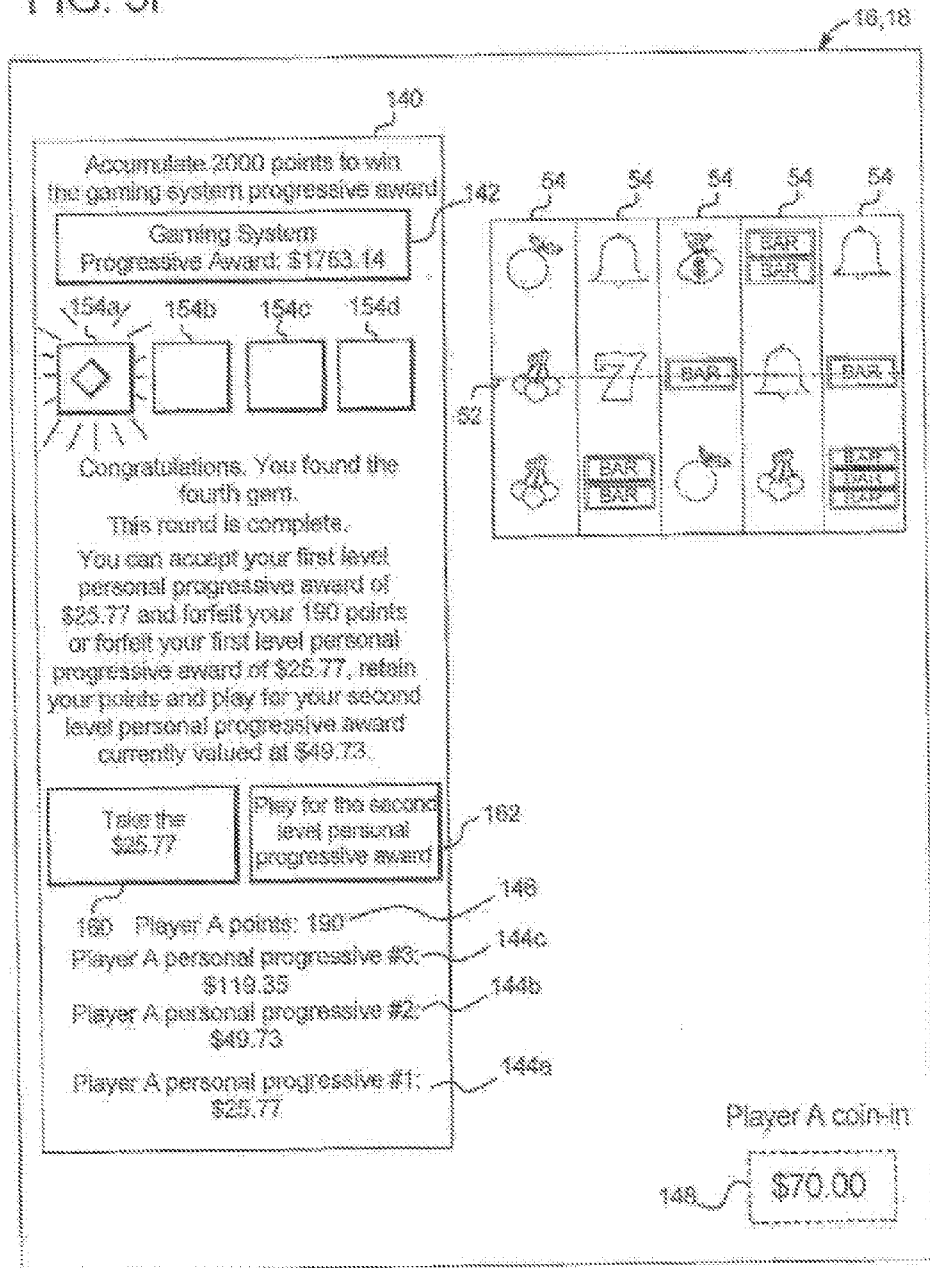 16,18
140
Accumulate 2000 points to win
the gaming system progressive award
142
Gaming System
Progressive Award: $1753.14
154a
154b
154c
154d
54
54
54
54
54
BAR
BAR
7
BAR
BAR
52
BAR
BAR
BAR
BAR
BAR
Congratulations. You found the
fourth gem.
This round is complete.
You can accept your first level
personal progressive award of
$25.77 and forfeit your 190 points
or forfeit your first level personal
progressive award of $25.77, retain
your points and play for your second
level personal progressive award
currently valued at $49.73.
Take the
$25.77
Play for the second
level personal
progressive award
162
160
Player A points: 190
148
Player A personal progressive #3:
$119.35
144c
Player A personal progressive #2:
$49.73
144b
Player A personal progressive #1:
$25.77
144a
Player A coin-in
148
$70.00